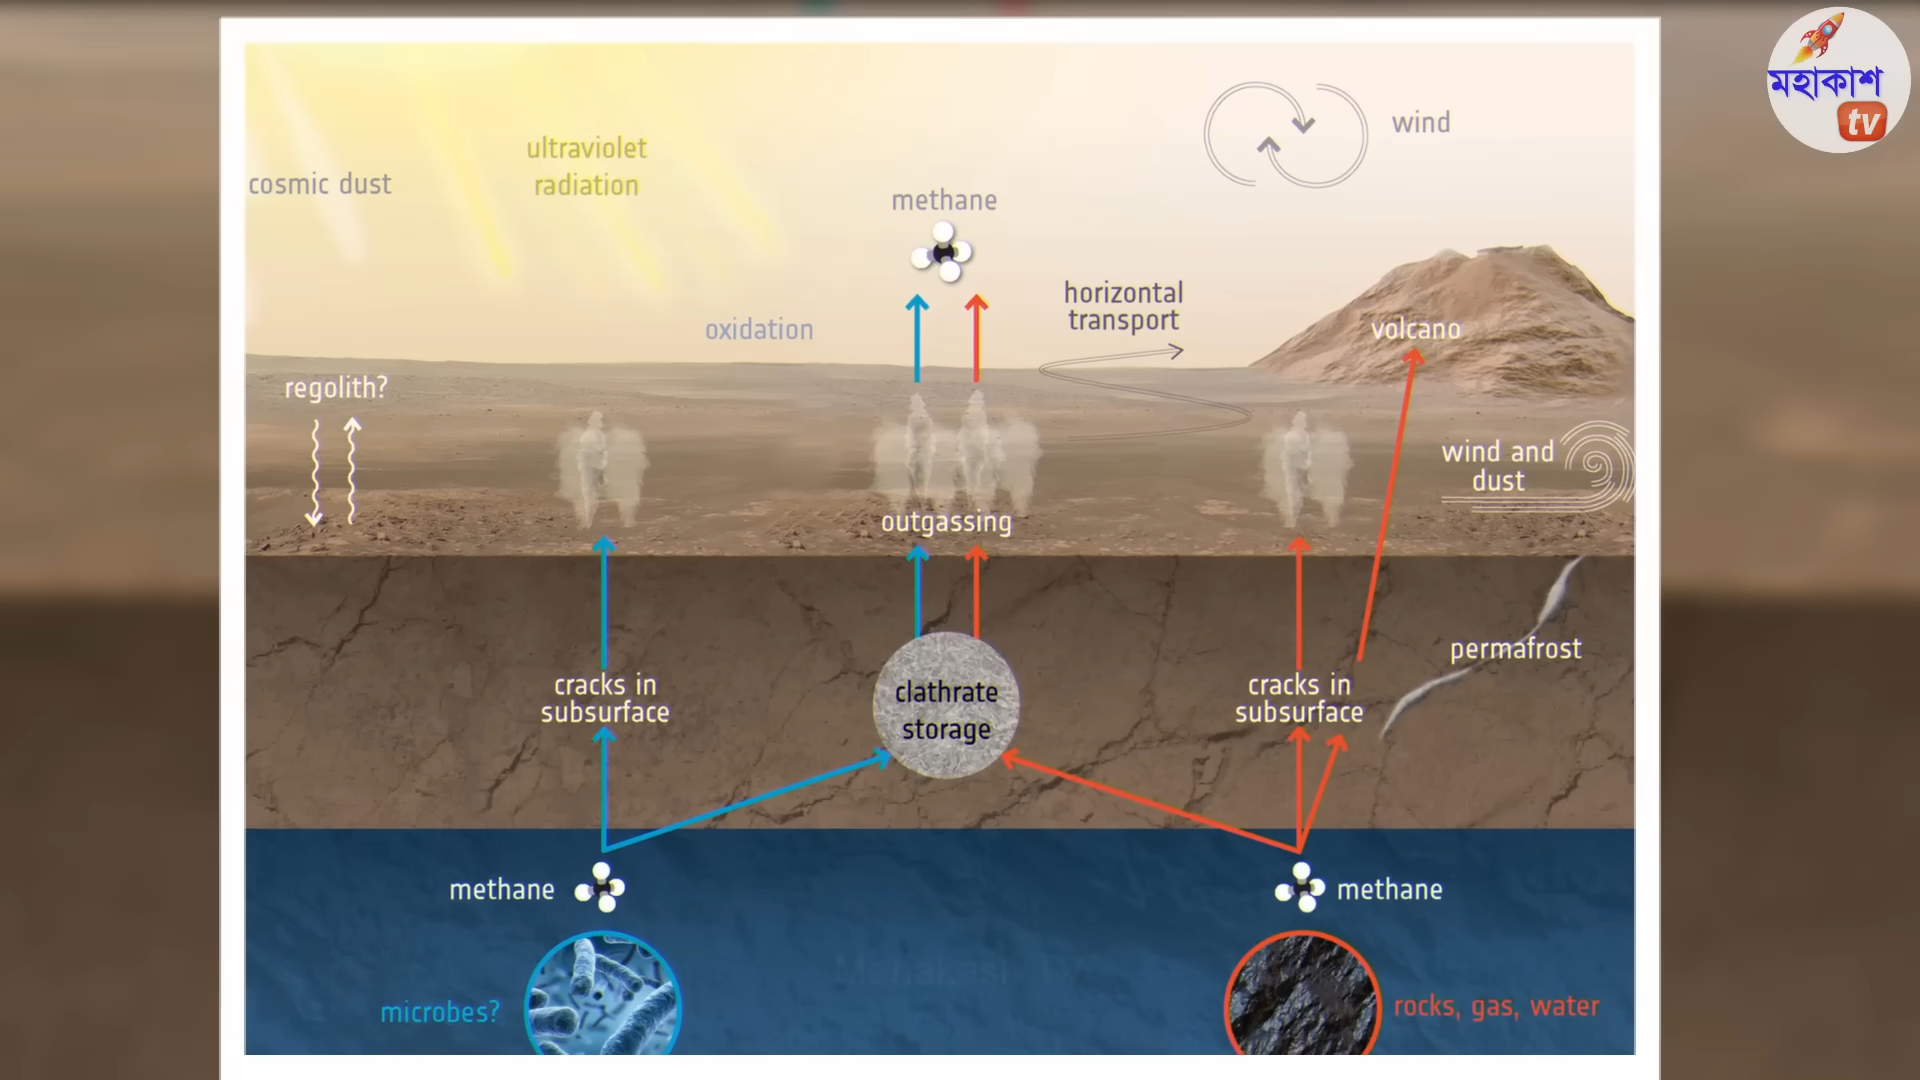 মহাকাশ
tv
wind
ultraviolet
radiation
cosmic dust
methane
horizontal
transport
oxidation
volcano
regolith?
wind and
dust
outgassing
permafrost
cracks in
subsurface
clathrate
storage
cracks in
subsurface
methane
methane
microbes?
rocks, gas, water